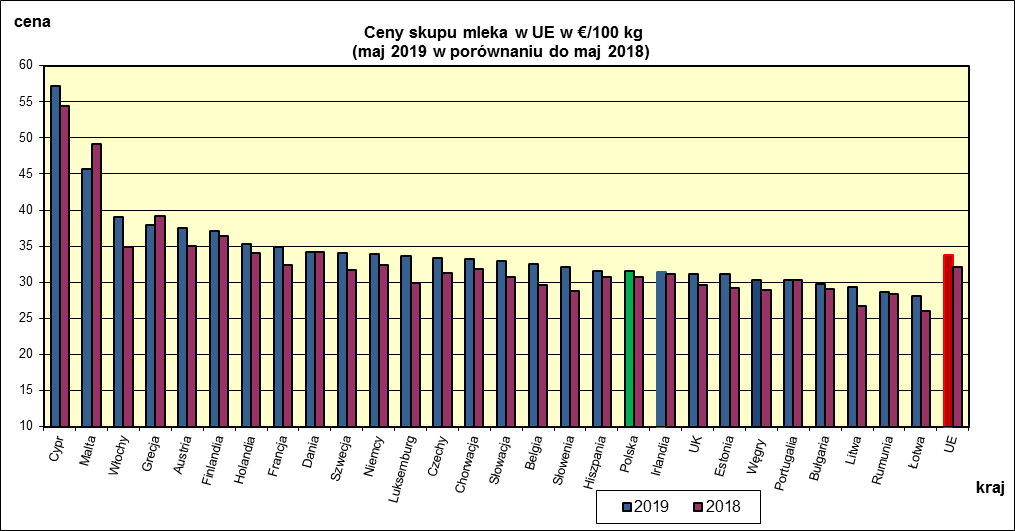 cena
Ceny skupu mleka w UE w €/100 kg
(maj 2019 w porównaniu do maj 2018)
60
55
50
45
40
35
30
25
20
15
10
Cypr
Malta
Włochy
Grecja
Austria
Finlandia
Holandia
Francja
Dania
Szwecja
Niemcy
Luksemburg
Czechy
Chorwacja
Słowacja
Belgia
Słowenia
Hiszpania
Polska
Irlandia
UK
Estonia
Węgry
Portugalia
Bułgaria
Litwa
Rumunia
Łotwa
UE
kraj
2019
2018